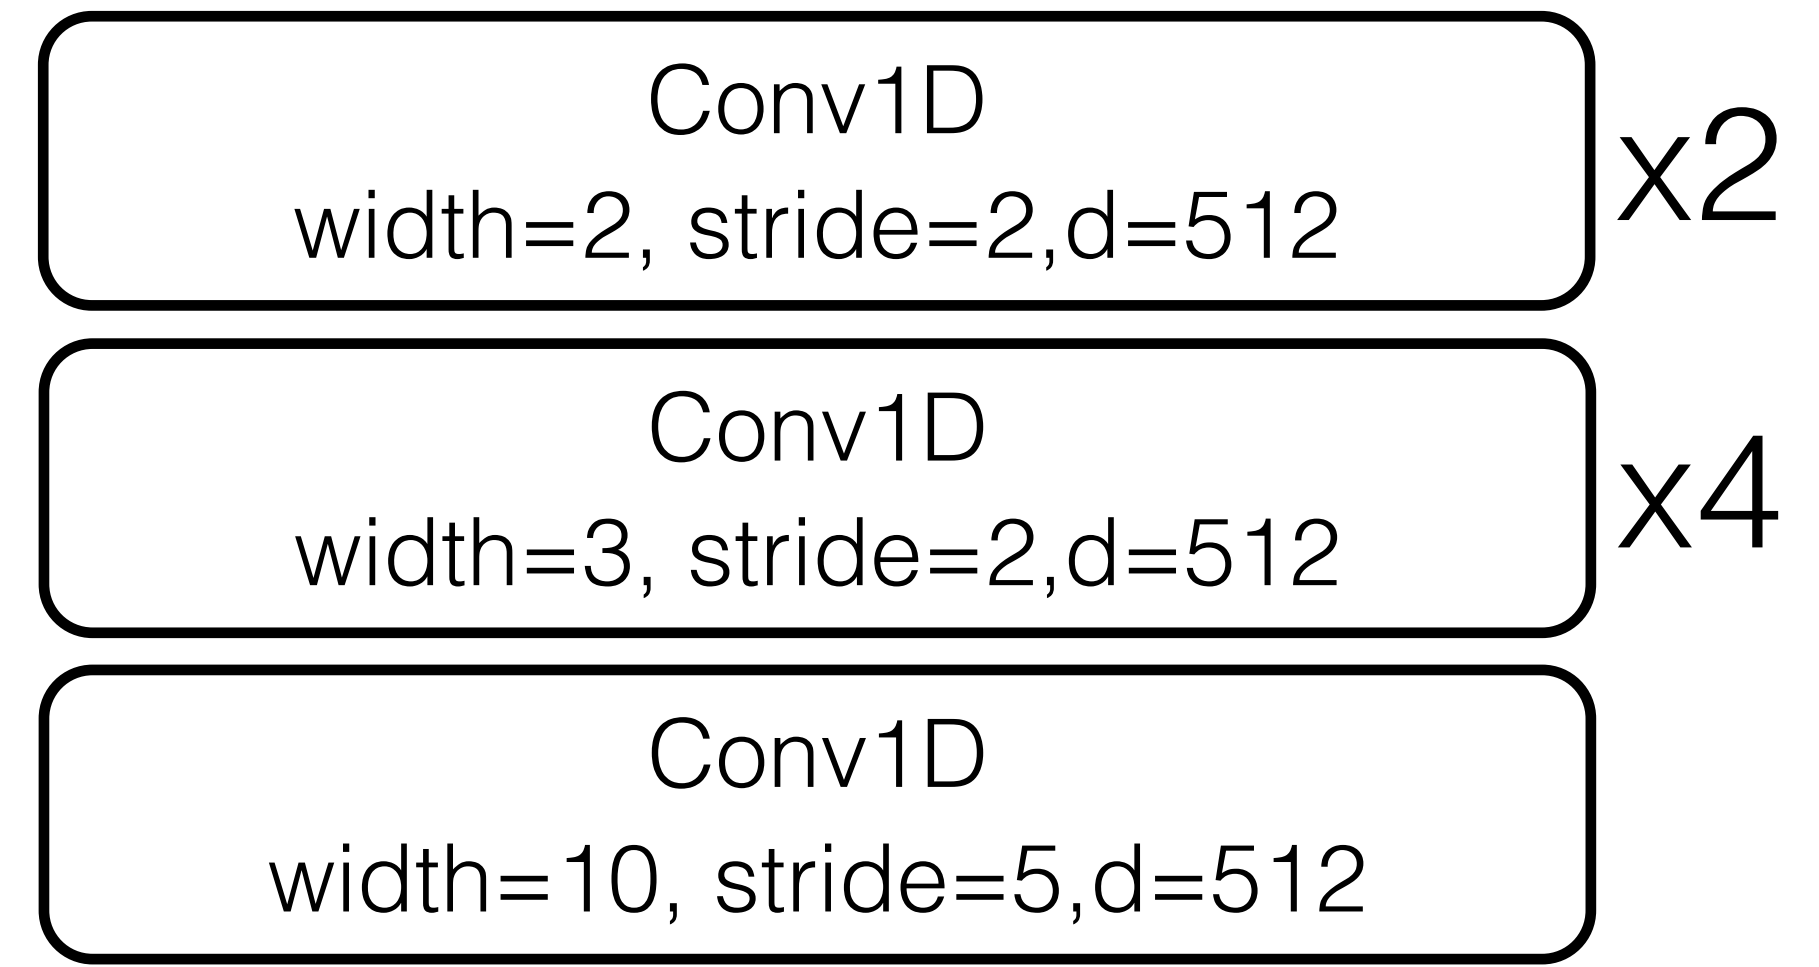 Conv1D
width=2, stride=2,d=512
x2
Conv1D
width=3, stride=2,d=512
x4
Conv1D
width=10, stride=5,d=512